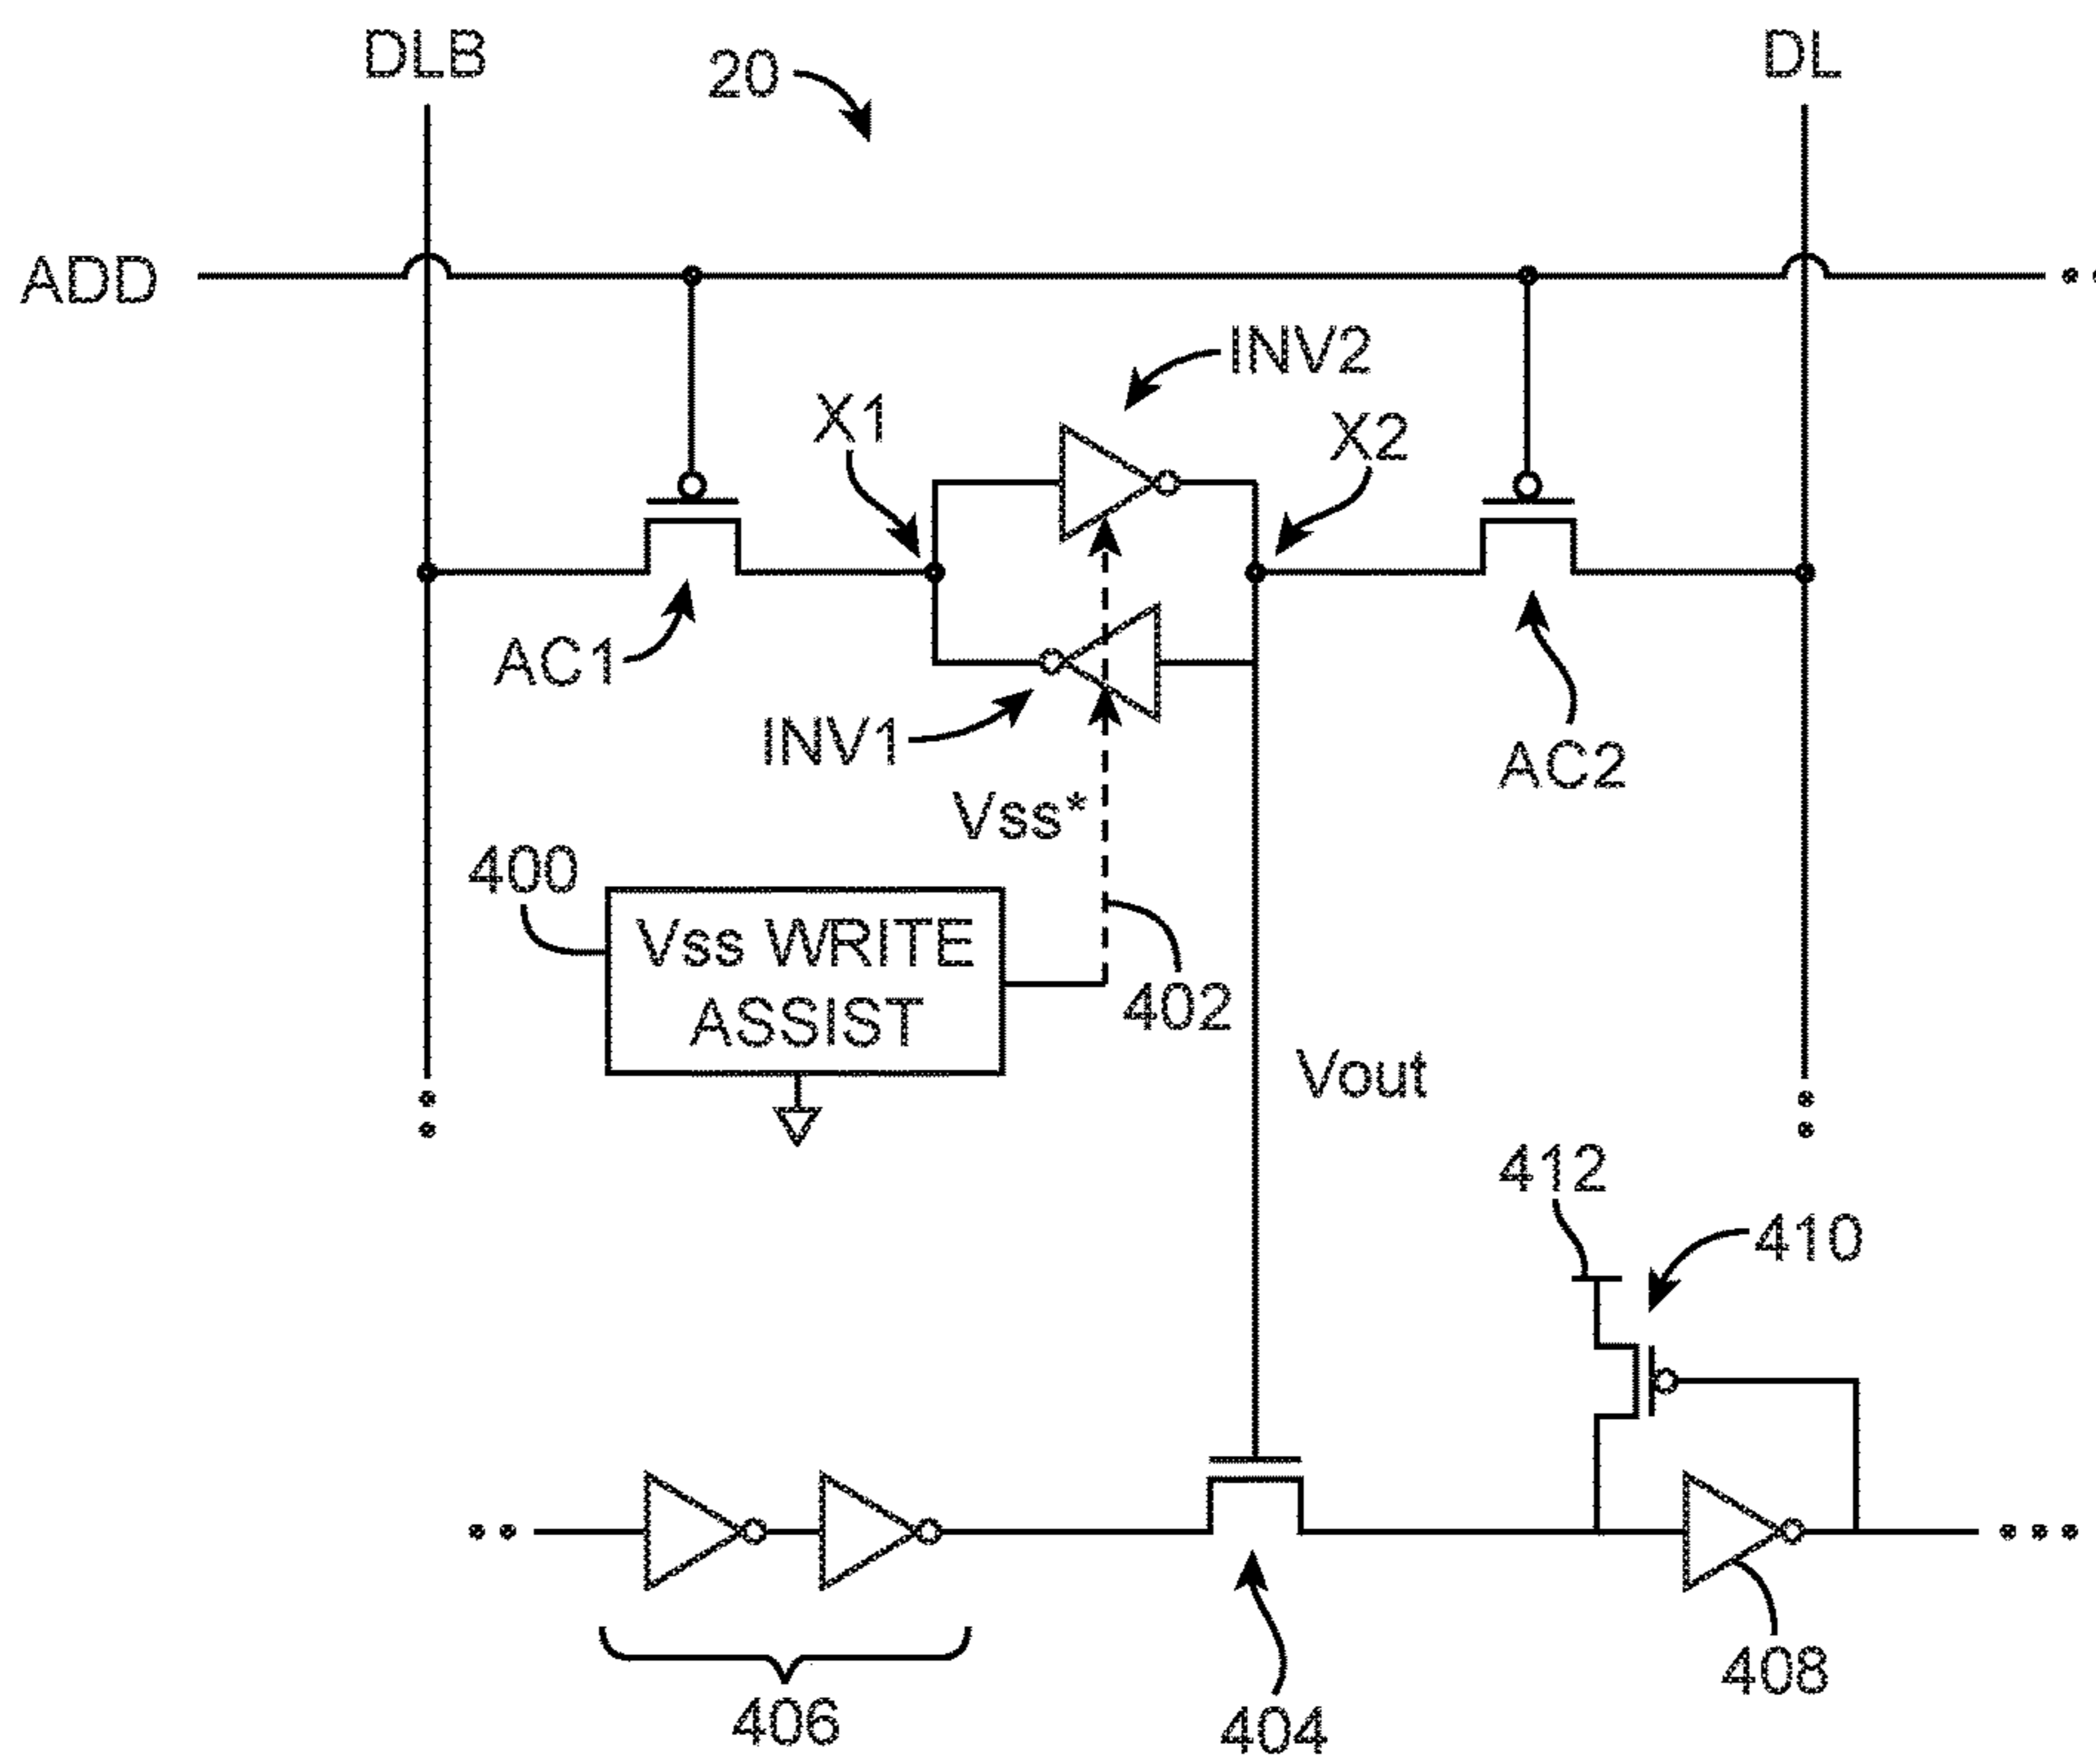 DLB
20
DL
ADD
INV2
X1
X2
AC1
INV1
AC2
Vss*
400
Vss WRITE
ASSIST
402
Vout
412
410
406
404
408